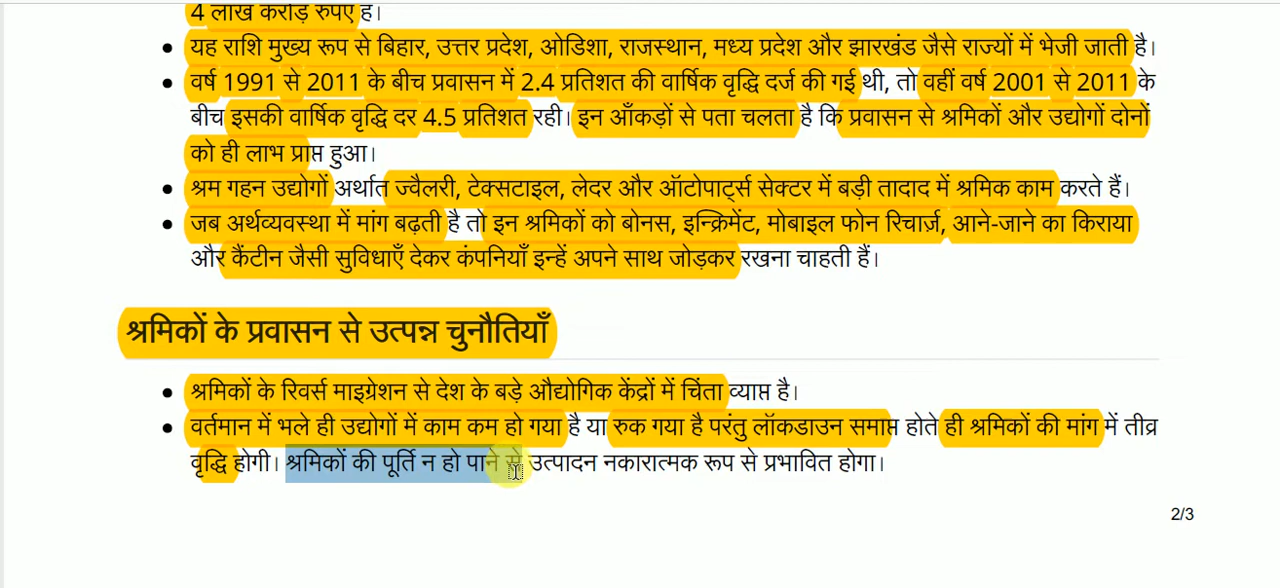 4 लाख करोड़ रुपए है।
यह राशि मुख्य रूप से बिहार, उत्तर प्रदेश, ओडिशा, राजस्थान, मध्य प्रदेश और झारखंड जैसे राज्यों में भेजी जाती है।
वर्ष 1991 से 2011 के बीच प्रवासन में 2.4 प्रतिशत की वार्षिक वृद्धि दर्ज की गई थी, तो वहीं वर्ष 2001 से 2011 के
बीच इसकी वार्षिक वृद्धि दर 4.5 प्रतिशत रही। इन आँकड़ों से पता चलता है कि प्रवासन से श्रमिकों और उद्योगों दोनों
को ही लाभ प्राप्त हुआ।
श्रम गहन उद्योगों अर्थात ज्वैलरी, टेक्सटाइल, लेदर और ऑटोपार्ट्स सेक्टर में बड़ी तादाद में श्रमिक काम करते हैं।
जब अर्थव्यवस्था में मांग बढ़ती है तो इन श्रमिकों को बोनस, इन्क्रिमेंट, मोबाइल फोन रिचार्ज़, आने-जाने का किराया
और कैंटीन जैसी सुविधाएँ देकर कंपनियाँ इन्हें अपने साथ जोड़कर रखना चाहती हैं।
श्रमिकों के प्रवासन से उत्पन्न चुनौतियाँ
श्रमिकों के रिवर्स माइग्रेशन से देश के बड़े औद्योगिक केंद्रों में चिंता व्याप्त है।
वर्तमान में भले ही उद्योगों में काम कम हो गया है या रुक गया है परंतु लॉकडाउन समाप्त होते ही श्रमिकों की मांग में तीव्र
वृद्धि होगी। श्रमिकों की पूर्ति न हो पाने से उत्पादन नकारात्मक रूप से प्रभावित होगा।
2/3